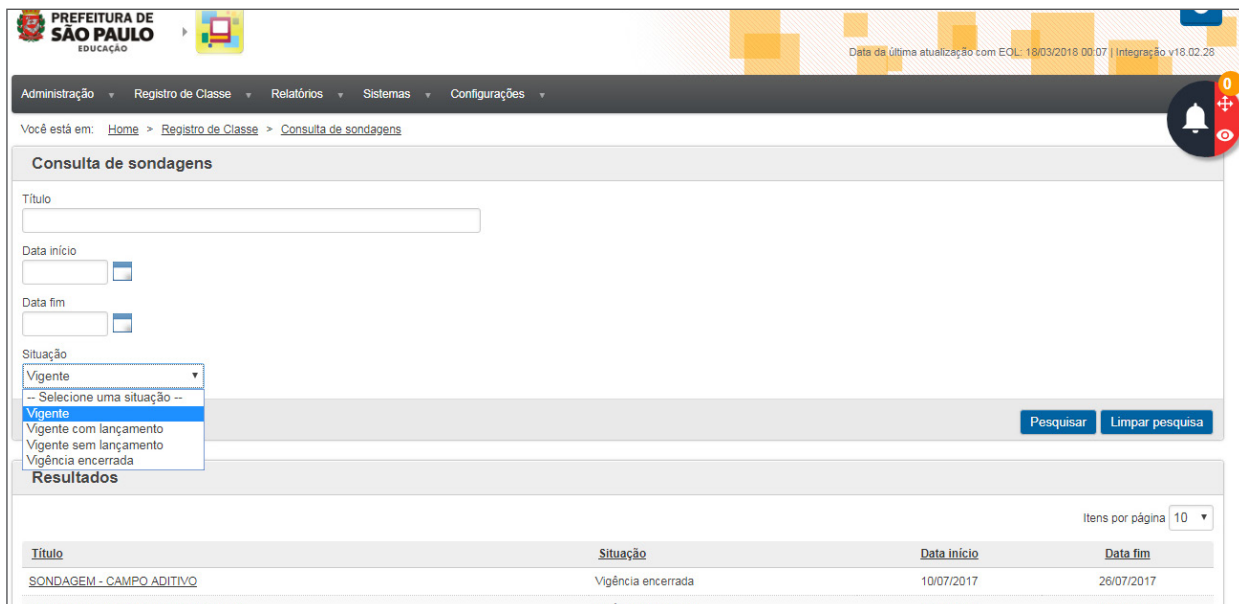 PREFEITURA DE
SÃO PAULO
EDUCAÇÃO
Data da última atualização com EOL: 18/03/2018 00:07 | Integração v18.02.28
Administração Registro de Classe Relatórios Sistemas Configurações
0
Você está em: Home > Registro de Classe > Consulta de sondagens
Consulta de sondagens
Título
Data início
Data fim
Situação
Vigente
-- Selecione uma situação --
Vigente
Vigente com lançamento
Vigente sem lançamento
Vigência encerrada
Pesquisar Limpar pesquisa
Resultados
Itens por página 10
Título Situação Data início Data fim
SONDAGEM - CAMPO ADITIVO Vigência encerrada 10/07/2017 26/07/2017